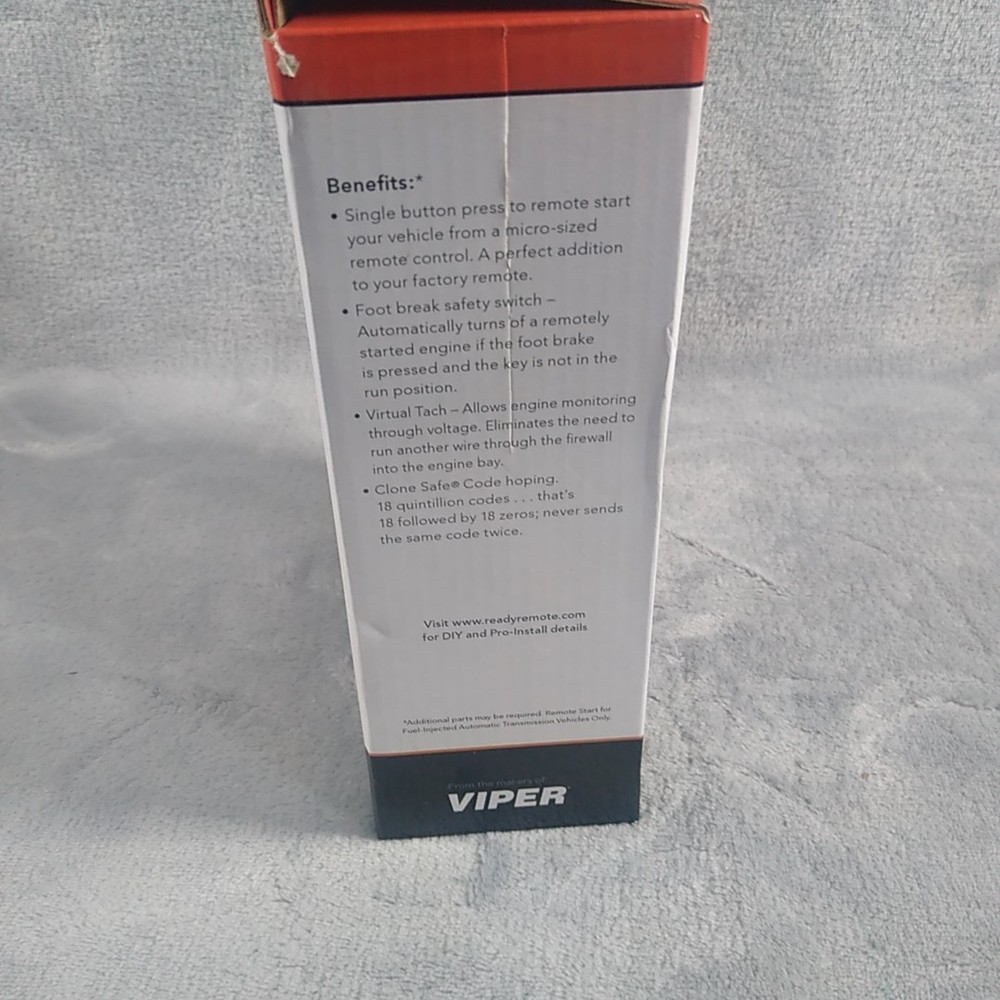 Benefits:*
• Single button press to remote start
your vehicle from a micro-sized
remote control. A perfect addition
to your factory remote.
• Foot break safety switch –
Automatically turns of a remotely
started engine if the foot brake
is pressed and the key is not in the
run position.
• Virtual Tach – Allows engine monitoring
through voltage. Eliminates the need to
run another wire through the firewall
into the engine bay.
• Clone Safe® Code hoping.
18 quintillion codes . . . that's
18 followed by 18 zeros; never sends
the same code twice.
Visit www.readyremote.com
for DIY and Pro-Install details
*Additional parts may be required. Remote Start for
Fuel-Injected Automatic Transmission Vehicles Only.
From the makers of
VIPER